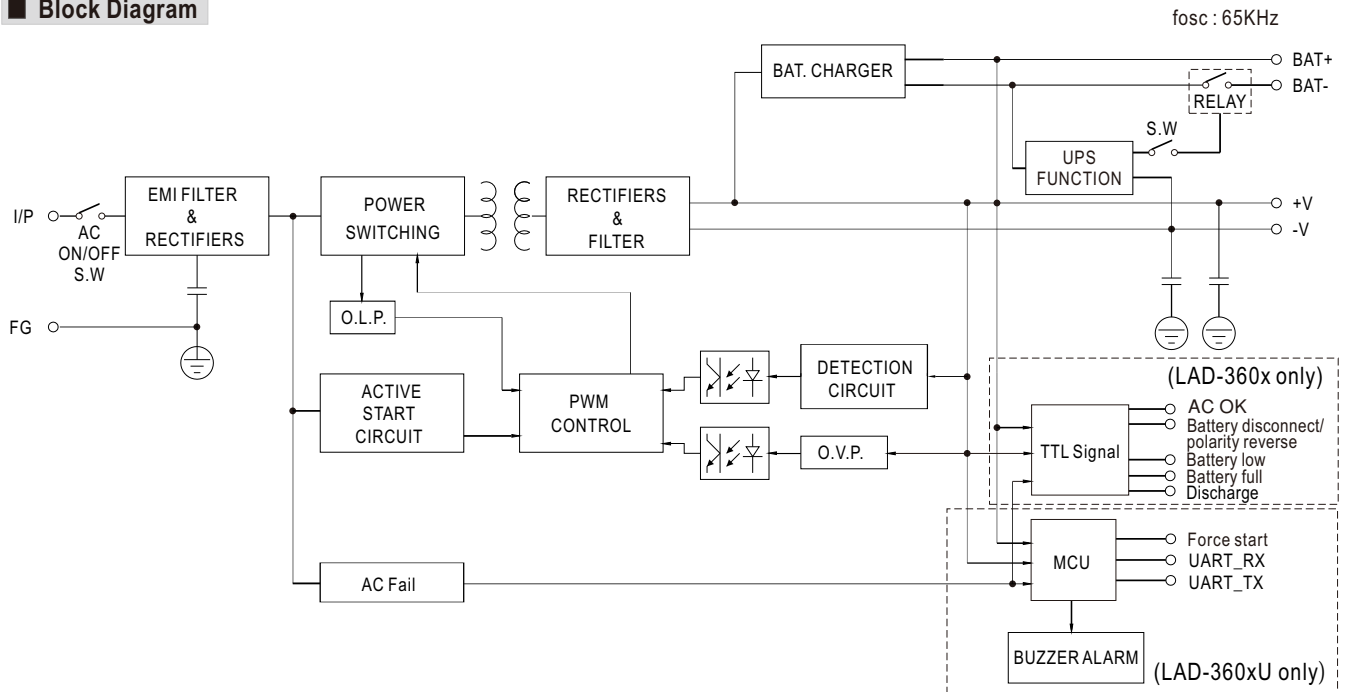 Block Diagram
fosc : 65KHz
BAT. CHARGER
BAT+
BAT-
RELAY
S.W
UPS
FUNCTION
I/P
AC
ON/OFF
S.W
EMI FILTER
&
RECTIFIERS
POWER
SWITCHING
RECTIFIERS
&
FILTER
+V
-V
FG
O.L.P.
ACTIVE
START
CIRCUIT
PWM
CONTROL
DETECTION
CIRCUIT
O.V.P.
(LAD-360x only)
TTL Signal
AC OK
Battery disconnect/
polarity reverse
Battery low
Battery full
Discharge
AC Fail
MCU
Force start
UART_RX
UART_TX
BUZZER ALARM
(LAD-360xU only)